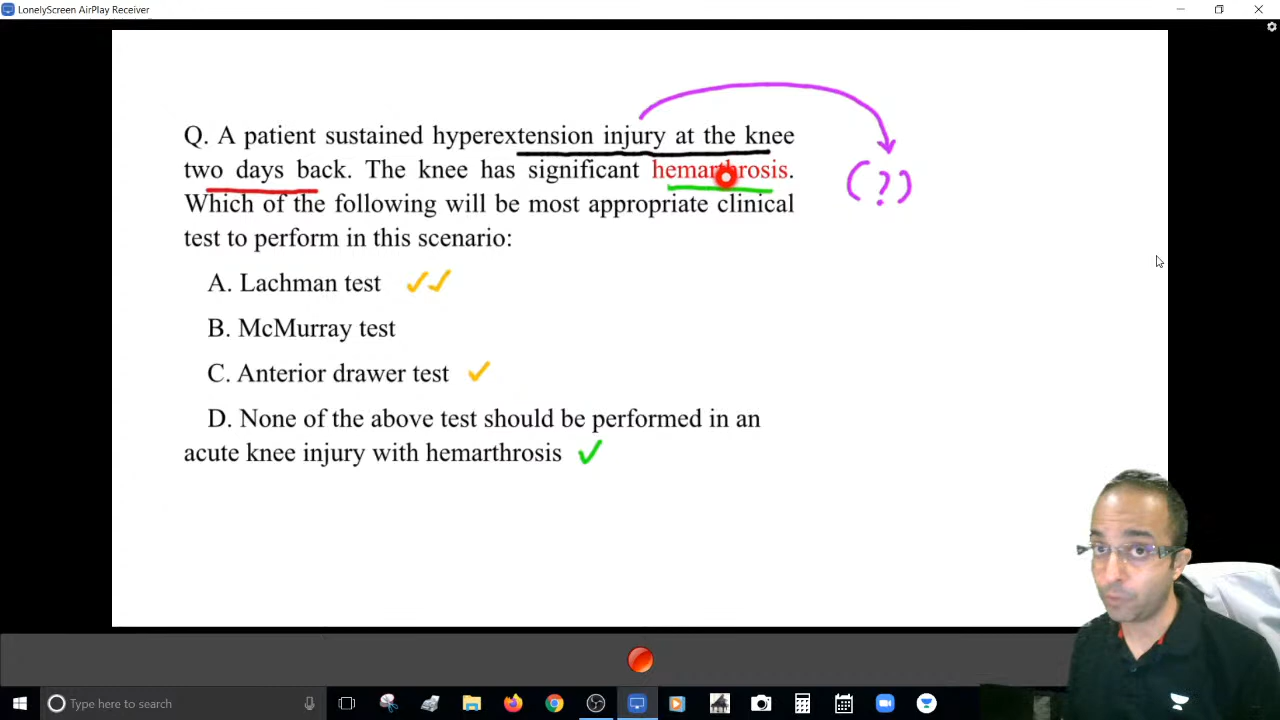 LonelyScreen AirPlay Receiver
Q. A patient sustained hyperextension injury at the knee
two days back. The knee has significant hemarthrosis.
(?)
Which of the following will be most appropriate clinical
test to perform in this scenario:
A. Lachman test
B. McMurray test
C. Anterior drawer test
D. None of the above test should be performed in an
acute knee injury with hemarthrosis
Type here to search